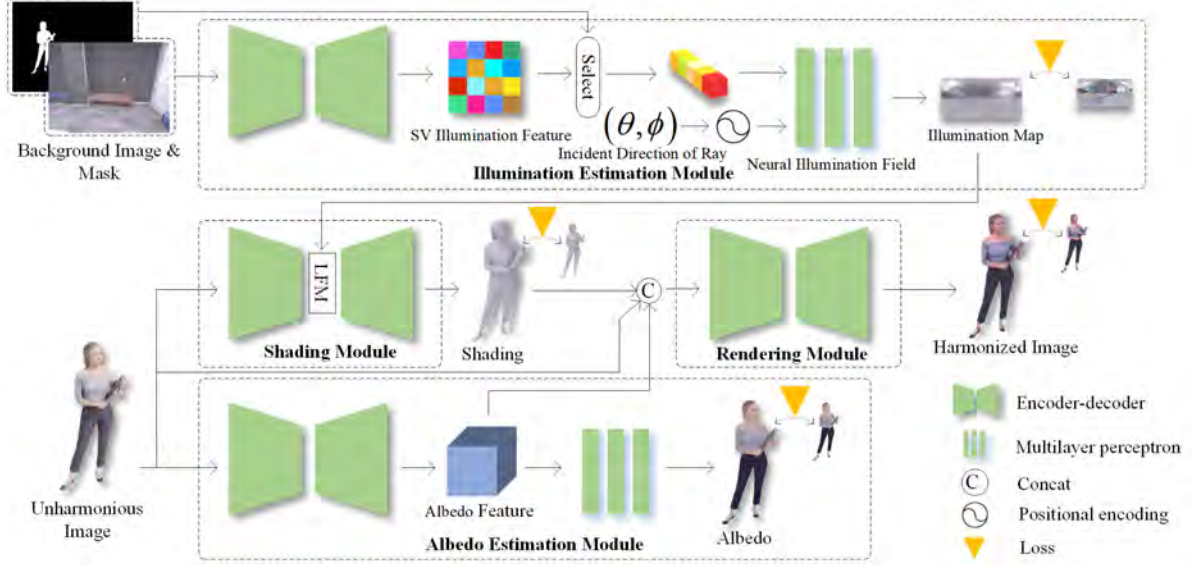 Background Image &
Mask
SV Illumination Feature
Select
(θ, ϕ)
Incident Direction of Ray
Neural Illumination Field
Illumination Map
Illumination Estimation Module
LFM
Shading Module
Shading
C
Rendering Module
Harmonized Image
Unharmonious
Image
Albedo Feature
Albedo Estimation Module
Albedo
Encoder-decoder
Multilayer perceptron
C
Concat
Positional encoding
Loss